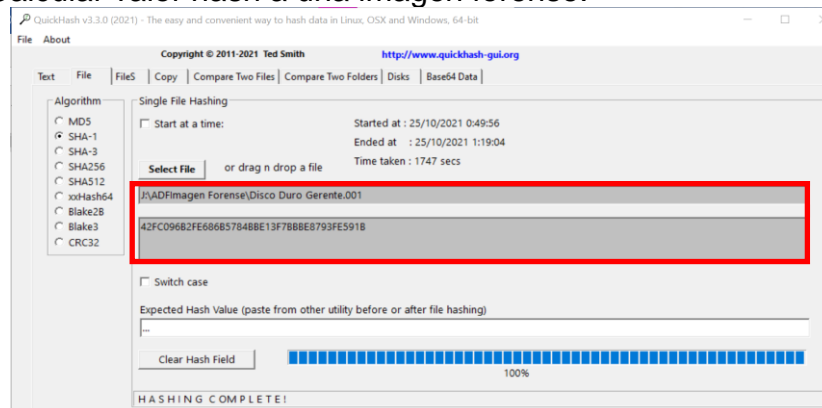 Calcular valor hash a una imagen forense.
QuickHash v3.3.0 (2021) - The easy and convenient way to hash data in Linux, OSX and Windows, 64-bit
File About
Copyright © 2011-2021 Ted Smith http://www.quickhash-gui.org
Text File FileS Copy Compare Two Files Compare Two Folders Disks Base64 Data
Algorithm
MD5
SHA-1
SHA-3
SHA256
SHA512
xxHash64
Blake2B
Blake3
CRC32
Single File Hashing
Start at a time: Started at : 25/10/2021 0:49:56
Ended at : 25/10/2021 1:19:04
Select File or drag n drop a file Time taken : 1747 secs
J:\ADFImagen Forense\Disco Duro Gerente.001
42FC096B2FE686B5784BBE13F7BBBE8793FE591B
Switch case
Expected Hash Value (paste from other utility before or after file hashing)
...
Clear Hash Field
100%
HASHING COMPLETE!